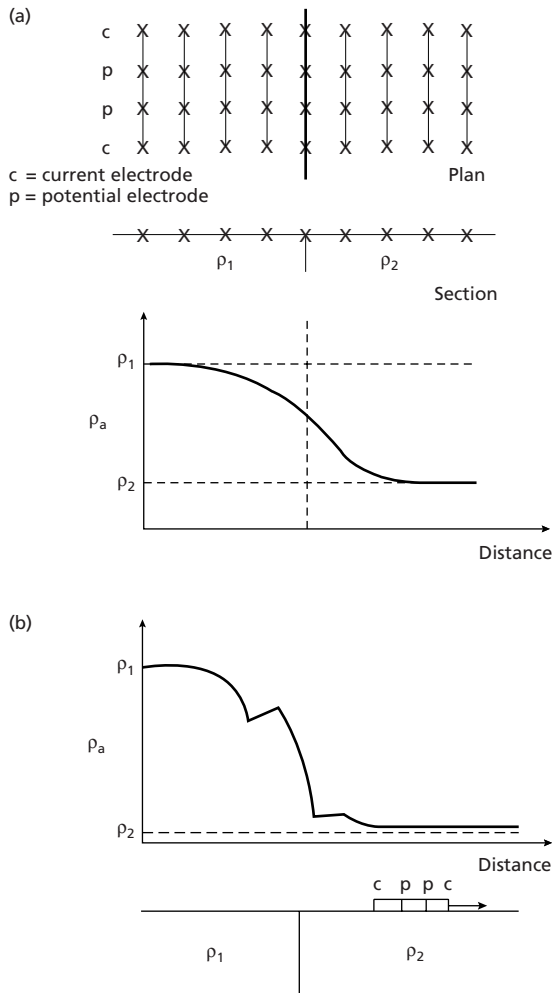 (a)
c X X X X X X X X X
p X X X X X X X X X
p X X X X X X X X X
c X X X X X X X X X
c = current electrode
Plan
p = potential electrode
X X X X X X X X X
ρ1 ρ2
Section
ρ1
ρa
ρ2
Distance
(b)
ρ1
ρa
ρ2
Distance
c p p c
ρ1 ρ2